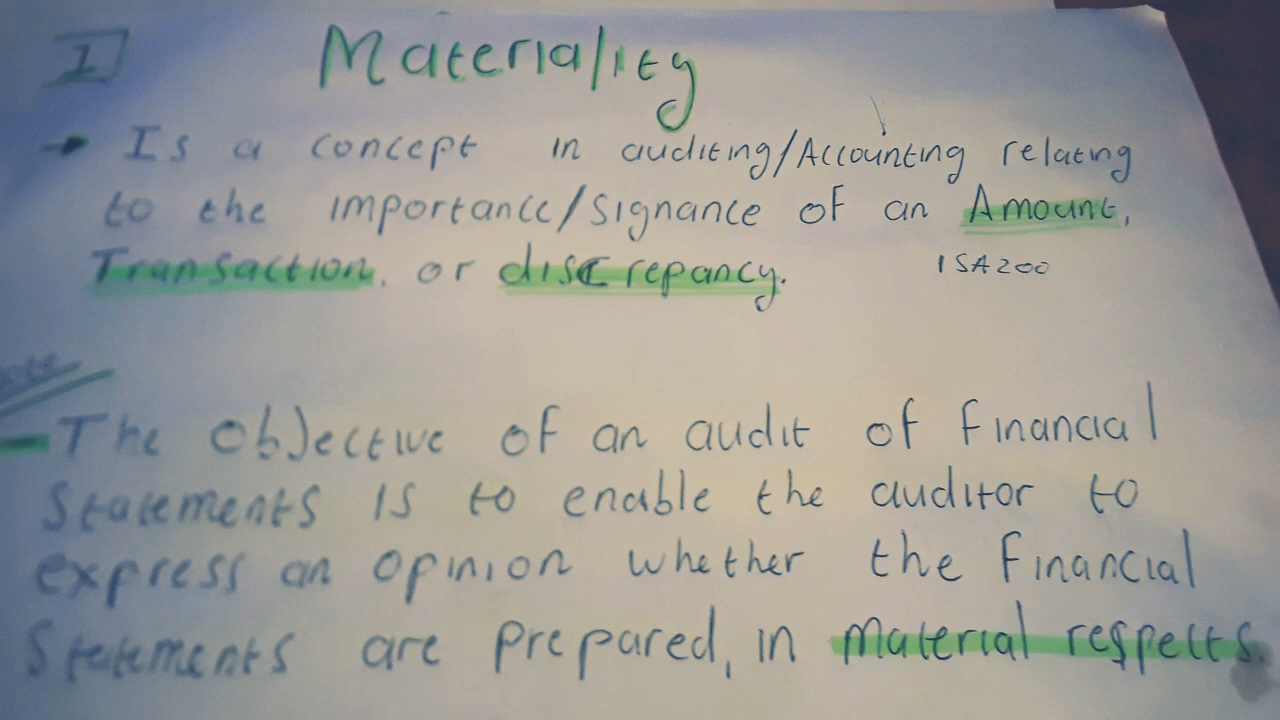 1 Materiality
→ Is a concept in auditing/Accounting relating
to the importance/signance of an Amount,
Transaction, or discrepancy. ISA200
- The Objective of an audit of financial
Statements is to enable the auditor to
express an opinion whether the financial
Statements are prepared, in material respects.